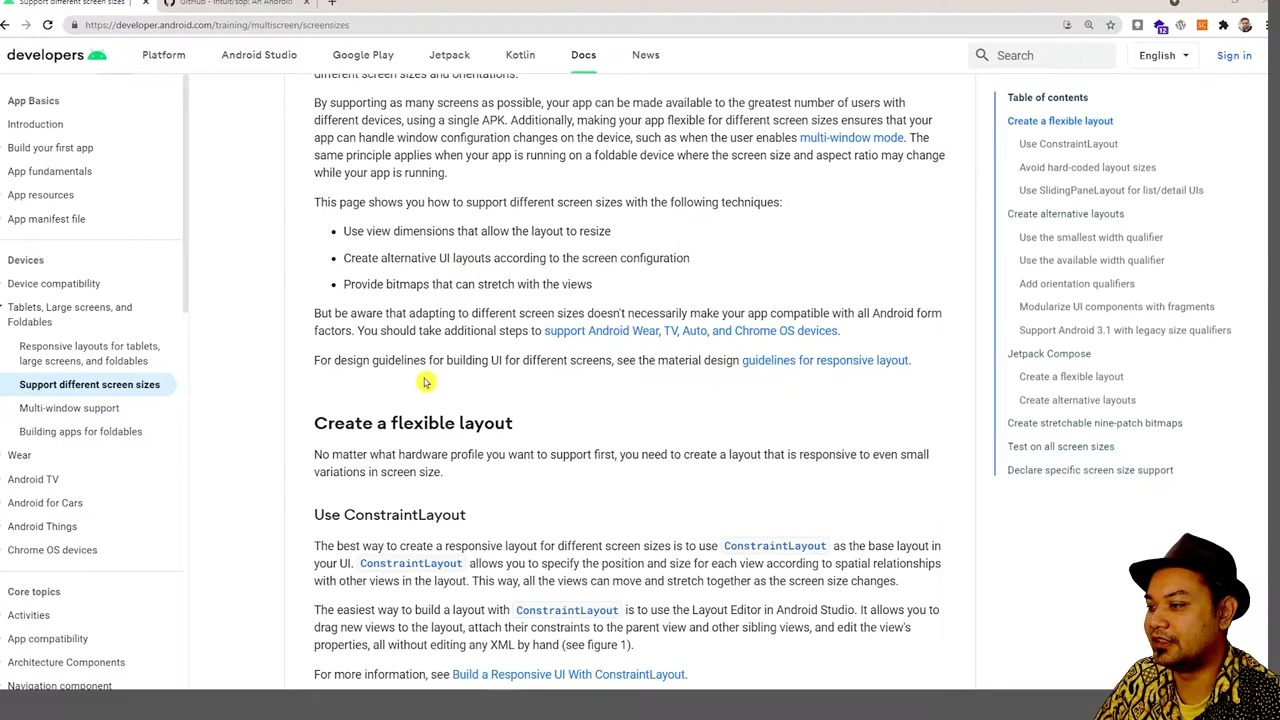 Support different screen sizes
GitHub - intuit/sdp: An Android
https://developer.android.com/training/multiscreen/screensizes
12
developers
Platform
Android Studio
Google Play
Jetpack
Kotlin
Docs
News
Search
English
Sign in
App Basics
Introduction
Build your first app
App fundamentals
App resources
App manifest file
Devices
Device compatibility
Tablets, Large screens, and
Foldables
Responsive layouts for tablets,
large screens, and foldables
Support different screen sizes
Multi-window support
Building apps for foldables
Wear
Android TV
Android for Cars
Android Things
Chrome OS devices
Core topics
Activities
App compatibility
Architecture Components
Navigation component
different screen sizes and orientations.
By supporting as many screens as possible, your app can be made available to the greatest number of users with
different devices, using a single APK. Additionally, making your app flexible for different screen sizes ensures that your
app can handle window configuration changes on the device, such as when the user enables multi-window mode. The
same principle applies when your app is running on a foldable device where the screen size and aspect ratio may change
while your app is running.
This page shows you how to support different screen sizes with the following techniques:
• Use view dimensions that allow the layout to resize
• Create alternative UI layouts according to the screen configuration
• Provide bitmaps that can stretch with the views
But be aware that adapting to different screen sizes doesn't necessarily make your app compatible with all Android form
factors. You should take additional steps to support Android Wear, TV, Auto, and Chrome OS devices.
For design guidelines for building UI for different screens, see the material design guidelines for responsive layout.
Create a flexible layout
No matter what hardware profile you want to support first, you need to create a layout that is responsive to even small
variations in screen size.
Use ConstraintLayout
The best way to create a responsive layout for different screen sizes is to use ConstraintLayout as the base layout in
your UI. ConstraintLayout allows you to specify the position and size for each view according to spatial relationships
with other views in the layout. This way, all the views can move and stretch together as the screen size changes.
The easiest way to build a layout with ConstraintLayout is to use the Layout Editor in Android Studio. It allows you to
drag new views to the layout, attach their constraints to the parent view and other sibling views, and edit the view's
properties, all without editing any XML by hand (see figure 1).
For more information, see Build a Responsive UI With ConstraintLayout.
Table of contents
Create a flexible layout
Use ConstraintLayout
Avoid hard-coded layout sizes
Use SlidingPaneLayout for list/detail UIs
Create alternative layouts
Use the smallest width qualifier
Use the available width qualifier
Add orientation qualifiers
Modularize UI components with fragments
Support Android 3.1 with legacy size qualifiers
Jetpack Compose
Create a flexible layout
Create alternative layouts
Create stretchable nine-patch bitmaps
Test on all screen sizes
Declare specific screen size support